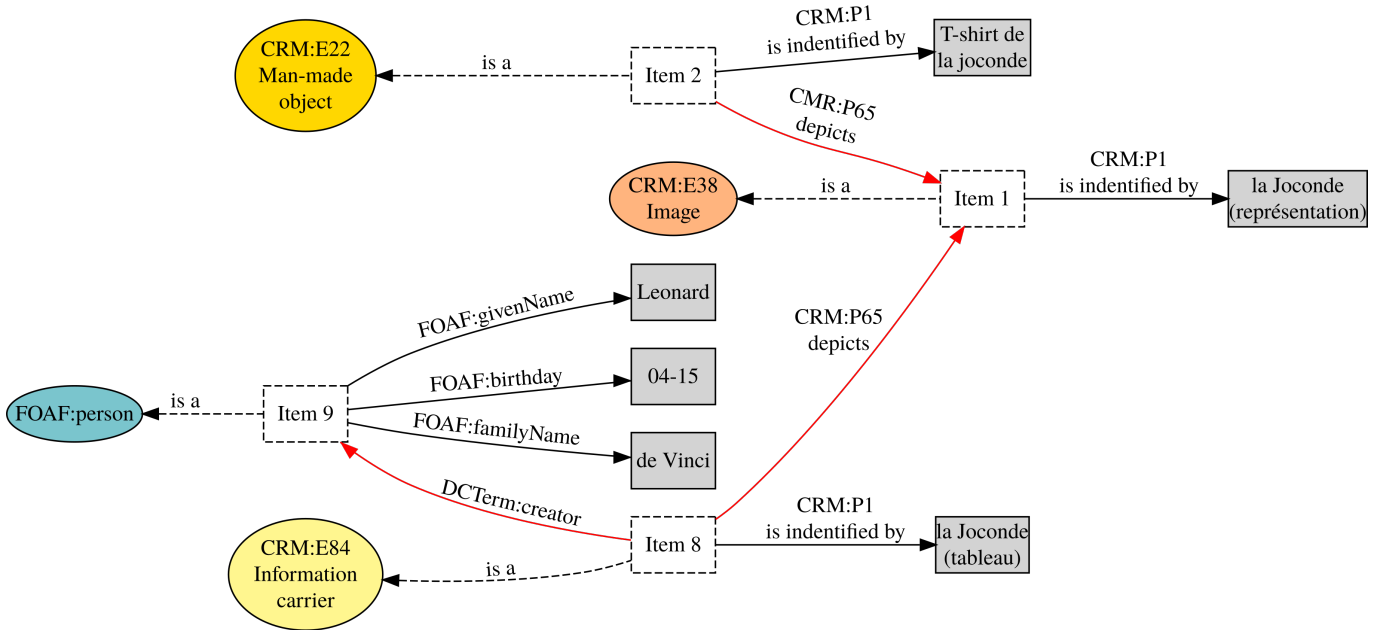 CRM:E22
Man-made
object
is a
Item 2
CRM:P1
is indentified by
T-shirt de
la joconde
CMR:P65
depicts
CRM:E38
Image
is a
Item 1
CRM:P1
is indentified by
la Joconde
(représentation)
FOAF:givenName
Leonard
CRM:P65
depicts
FOAF:person
is a
Item 9
FOAF:birthday
04-15
FOAF:familyName
de Vinci
DCTerm:creator
CRM:E84
Information
carrier
is a
Item 8
CRM:P1
is indentified by
la Joconde
(tableau)